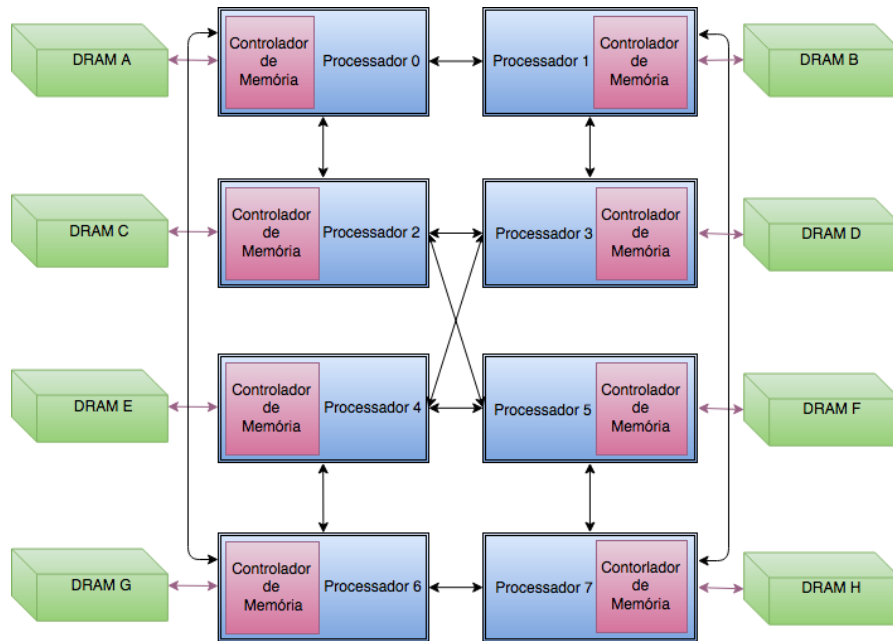 DRAM A
Controlador
de
Memória
Processador 0
Processador 1
Controlador
de
Memória
DRAM B
DRAM C
Controlador
de
Memória
Processador 2
Processador 3
Controlador
de
Memória
DRAM D
DRAM E
Controlador
de
Memória
Processador 4
Processador 5
Controlador
de
Memória
DRAM F
DRAM G
Controlador
de
Memória
Processador 6
Processador 7
Contorlador
de
Memória
DRAM H